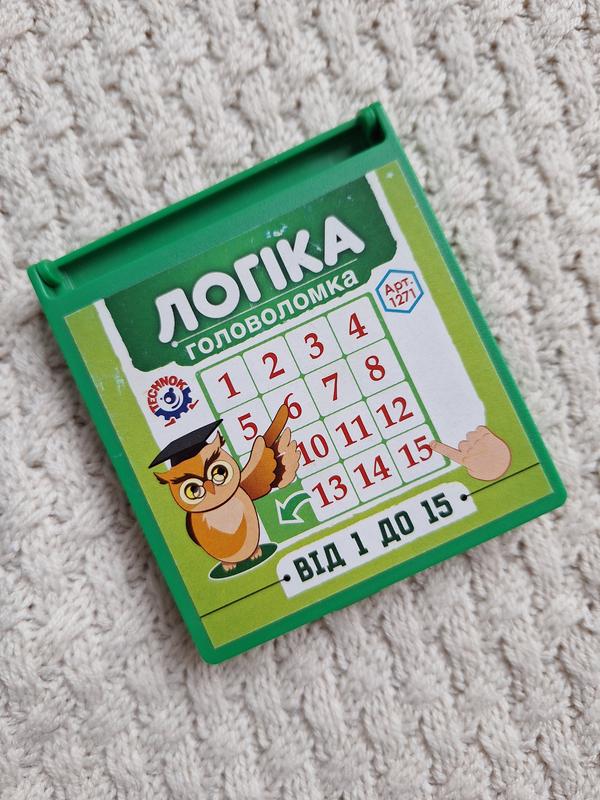 ЛОГІКА
ГОЛОВОЛОМКА
Арт.
1271
TECHNOK
1 2 3 4
5 6 7 8
10 11 12
13 14 15
ВІД 1 ДО 15